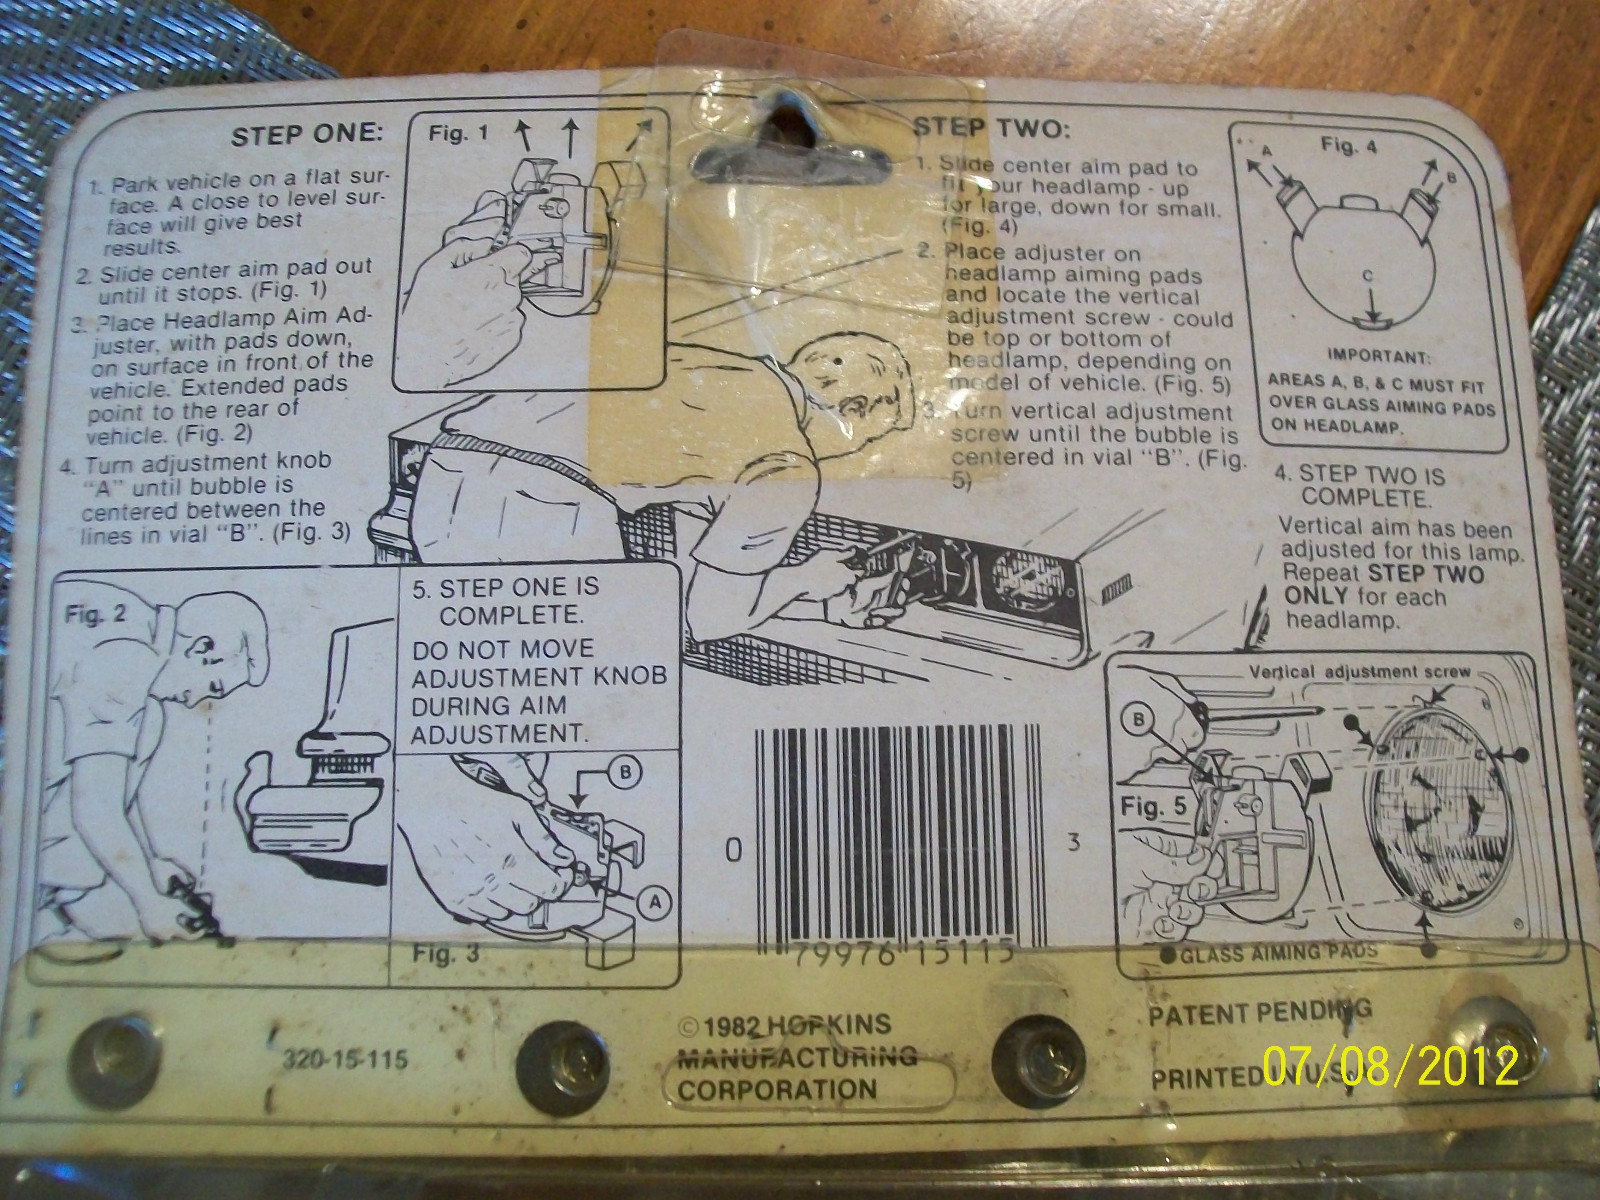 STEP ONE:
1. Park vehicle on a flat sur-
face. A close to level sur-
face will give best
results.
2. Slide center aim pad out
until it stops. (Fig. 1)
3. Place Headlamp Aim Ad-
juster, with pads down,
on surface in front of the
vehicle. Extended pads
point to the rear of
vehicle. (Fig. 2)
4. Turn adjustment knob
"A" until bubble is
centered between the
lines in vial "B". (Fig. 3)
Fig. 1
Fig. 2
5. STEP ONE IS
COMPLETE.
DO NOT MOVE
ADJUSTMENT KNOB
DURING AIM
ADJUSTMENT.
B
A
Fig. 3
STEP TWO:
1. Slide center aim pad to
fit your headlamp - up
for large, down for small.
(Fig. 4)
2. Place adjuster on
headlamp aiming pads
and locate the vertical
adjustment screw - could
be top or bottom of
headlamp, depending on
model of vehicle. (Fig. 5)
3. Turn vertical adjustment
screw until the bubble is
centered in vial "B". (Fig.
5)
Fig. 4
A
B
C
IMPORTANT:
AREAS A, B, & C MUST FIT
OVER GLASS AIMING PADS
ON HEADLAMP.
4. STEP TWO IS
COMPLETE.
Vertical aim has been
adjusted for this lamp.
Repeat STEP TWO
ONLY for each
headlamp.
Vertical adjustment screw
B
Fig. 5
GLASS AIMING PADS
0 79976 15115 3
320-15-115
©1982 HOPKINS
MANUFACTURING
CORPORATION
PATENT PENDING
PRINTED IN U.S.
07/08/2012